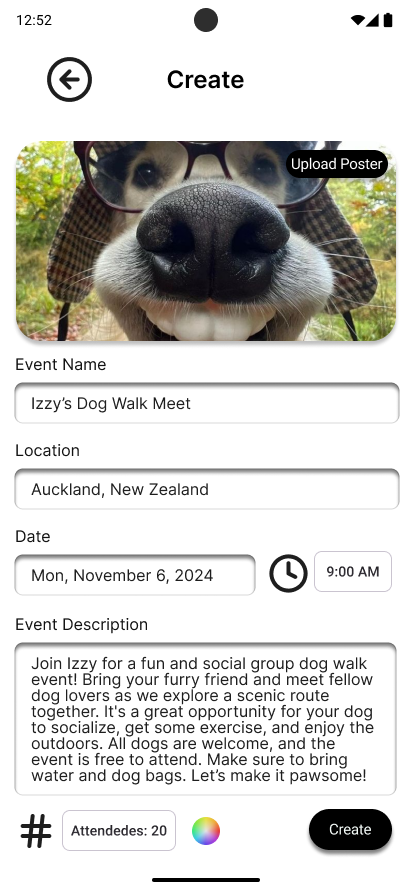 12:52
Create
Upload Poster
Event Name
Izzy’s Dog Walk Meet
Location
Auckland, New Zealand
Date
Mon, November 6, 2024
9:00 AM
Event Description
Join Izzy for a fun and social group dog walk
event! Bring your furry friend and meet fellow
dog lovers as we explore a scenic route
together. It's a great opportunity for your dog
to socialize, get some exercise, and enjoy the
outdoors. All dogs are welcome, and the
event is free to attend. Make sure to bring
water and dog bags. Let’s make it pawsome!
#
Attendedes: 20
Create